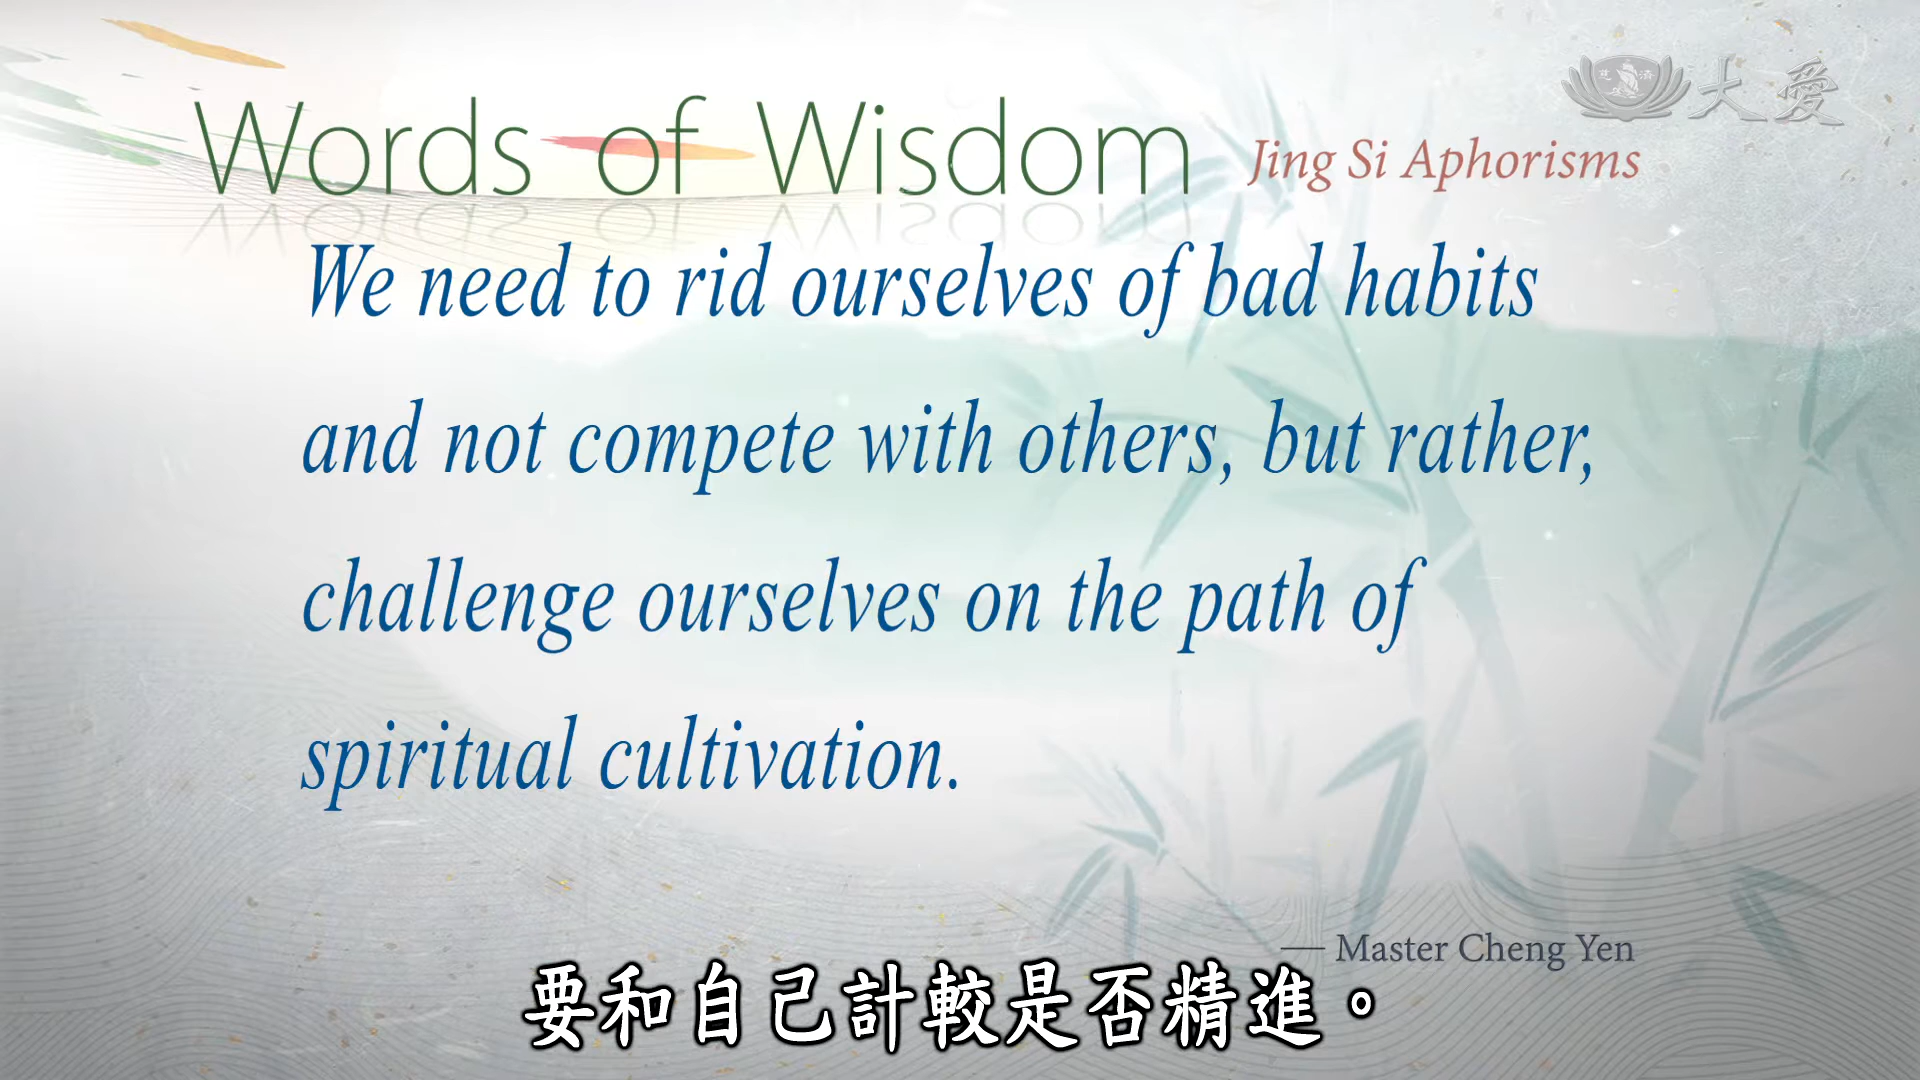 大愛
Words of Wisdom
Jing Si Aphorisms
We need to rid ourselves of bad habits
and not compete with others, but rather,
challenge ourselves on the path of
spiritual cultivation.
— Master Cheng Yen
要和自己計較是否精進。